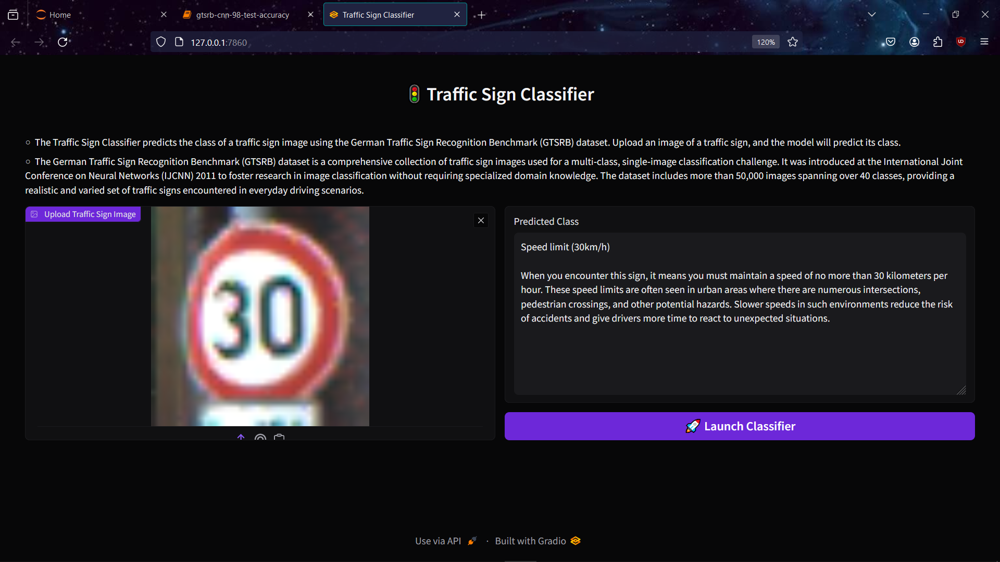 Home
gtsrb-cnn-98-test-accuracy
Traffic Sign Classifier
127.0.0.1:7860
120%
Traffic Sign Classifier
The Traffic Sign Classifier predicts the class of a traffic sign image using the German Traffic Sign Recognition Benchmark (GTSRB) dataset. Upload an image of a traffic sign, and the model will predict its class.
The German Traffic Sign Recognition Benchmark (GTSRB) dataset is a comprehensive collection of traffic sign images used for a multi-class, single-image classification challenge. It was introduced at the International Joint
Conference on Neural Networks (IJCNN) 2011 to foster research in image classification without requiring specialized domain knowledge. The dataset includes more than 50,000 images spanning over 40 classes, providing a
realistic and varied set of traffic signs encountered in everyday driving scenarios.
Upload Traffic Sign Image
30
Predicted Class
Speed limit (30km/h)
When you encounter this sign, it means you must maintain a speed of no more than 30 kilometers per
hour. These speed limits are often seen in urban areas where there are numerous intersections,
pedestrian crossings, and other potential hazards. Slower speeds in such environments reduce the risk
of accidents and give drivers more time to react to unexpected situations.
Launch Classifier
Use via API · Built with Gradio